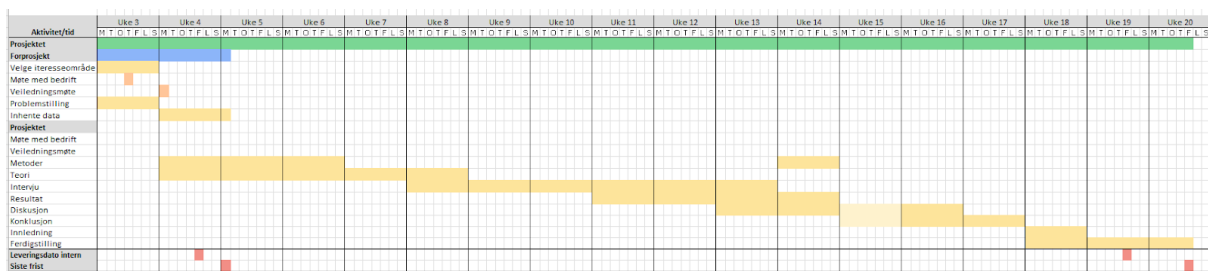 Uke 3 Uke 4 Uke 5 Uke 6 Uke 7 Uke 8 Uke 9 Uke 10 Uke 11 Uke 12 Uke 13 Uke 14 Uke 15 Uke 16 Uke 17 Uke 18 Uke 19 Uke 20
Aktivitet/tid M T O T F L S M T O T F L S M T O T F L S M T O T F L S M T O T F L S M T O T F L S M T O T F L S M T O T F L S M T O T F L S M T O T F L S M T O T F L S M T O T F L S M T O T F L S M T O T F L S M T O T F L S M T O T F L S M T O T F L S M T O T F L S
Prosjektet
Forprosjekt
Velge iteresseområde
Møte med bedrift
Veiledningsmøte
Problemstilling
Inhente data
Prosjektet
Møte med bedrift
Veiledningsmøte
Metoder
Teori
Intervju
Resultat
Diskusjon
Konklusjon
Innledning
Ferdigstilling
Leveringsdato intern
Siste frist